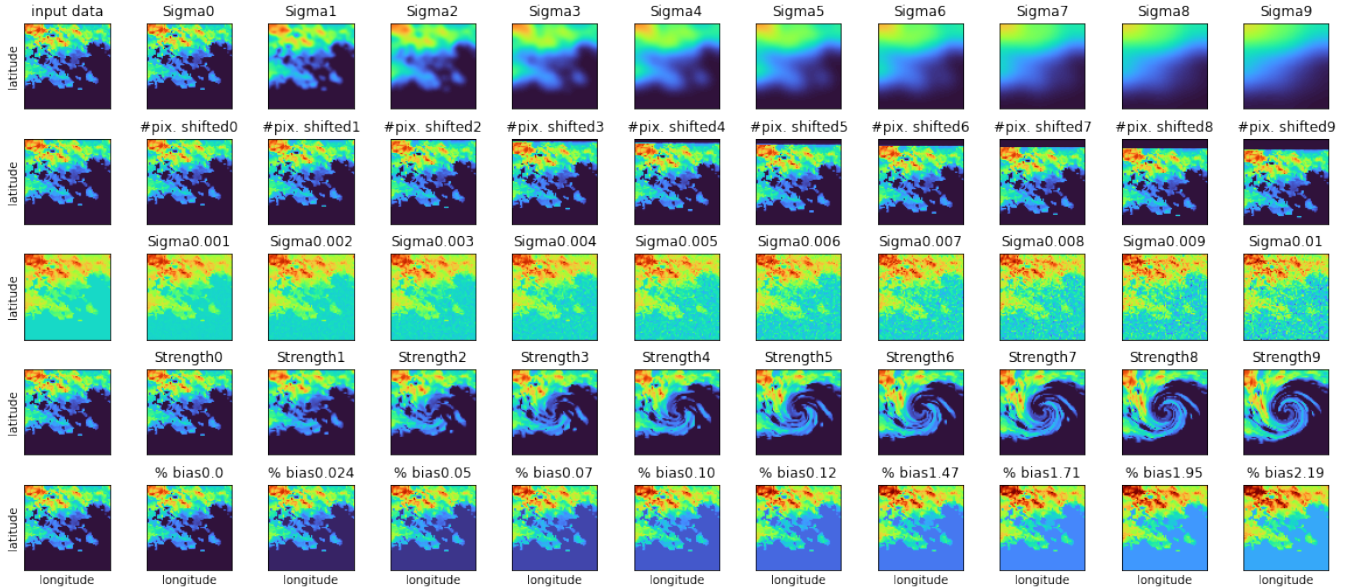 input data Sigma0 Sigma1 Sigma2 Sigma3 Sigma4 Sigma5 Sigma6 Sigma7 Sigma8 Sigma9
latitude
#pix. shifted0 #pix. shifted1 #pix. shifted2 #pix. shifted3 #pix. shifted4 #pix. shifted5 #pix. shifted6 #pix. shifted7 #pix. shifted8 #pix. shifted9
latitude
Sigma0.001 Sigma0.002 Sigma0.003 Sigma0.004 Sigma0.005 Sigma0.006 Sigma0.007 Sigma0.008 Sigma0.009 Sigma0.01
latitude
Strength0 Strength1 Strength2 Strength3 Strength4 Strength5 Strength6 Strength7 Strength8 Strength9
latitude
% bias0.0 % bias0.024 % bias0.05 % bias0.07 % bias0.10 % bias0.12 % bias1.47 % bias1.71 % bias1.95 % bias2.19
latitude
longitude longitude longitude longitude longitude longitude longitude longitude longitude longitude longitude